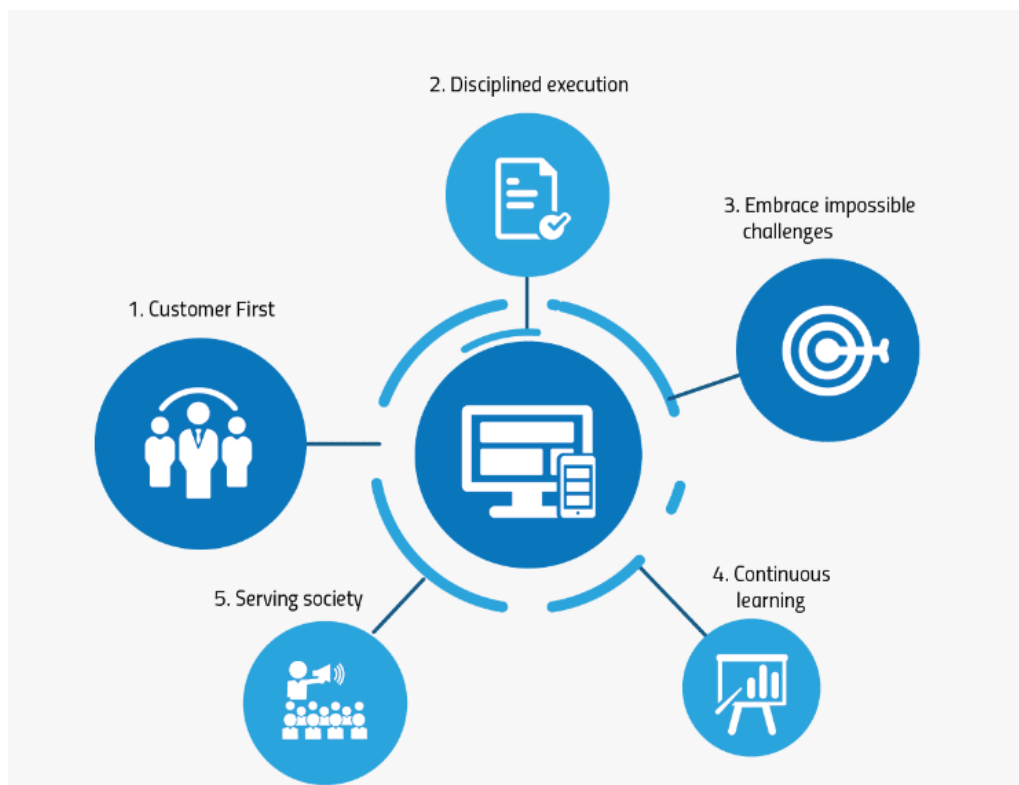 1. Customer First
2. Disciplined execution
3. Embrace impossible
challenges
4. Continuous
learning
5. Serving society